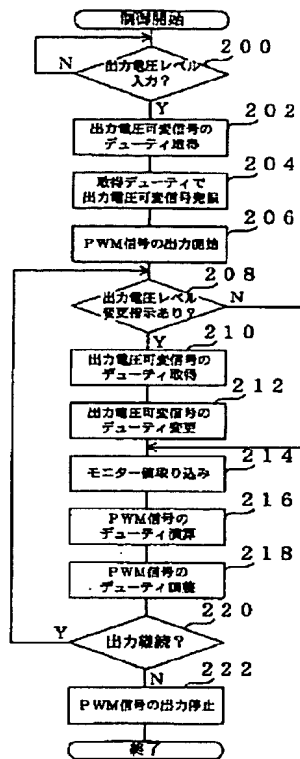 制御開始
200
出力電圧レベル
入力？
N
Y
202
出力電圧可変信号の
デューティ取得
204
取得デューティで
出力電圧可変信号発振
206
PWM信号の出力開始
208
出力電圧レベル
変更指示あり？
N
Y
210
出力電圧可変信号の
デューティ取得
212
出力電圧可変信号の
デューティ変更
214
モニター値取り込み
216
PWM信号の
デューティ演算
218
PWM信号の
デューティ調整
220
出力継続？
Y
N
222
PWM信号の出力停止
終了